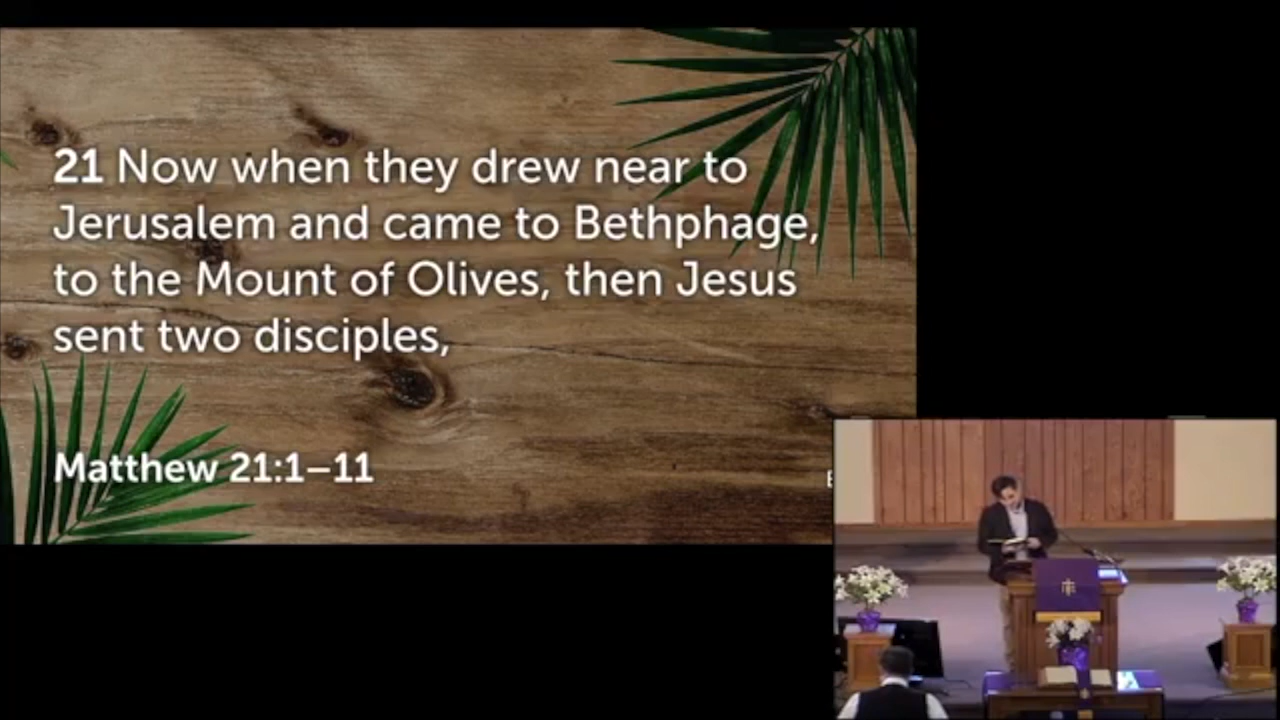 21 Now when they drew near to
Jerusalem and came to Bethphage,
to the Mount of Olives, then Jesus
sent two disciples,
Matthew 21:1–11